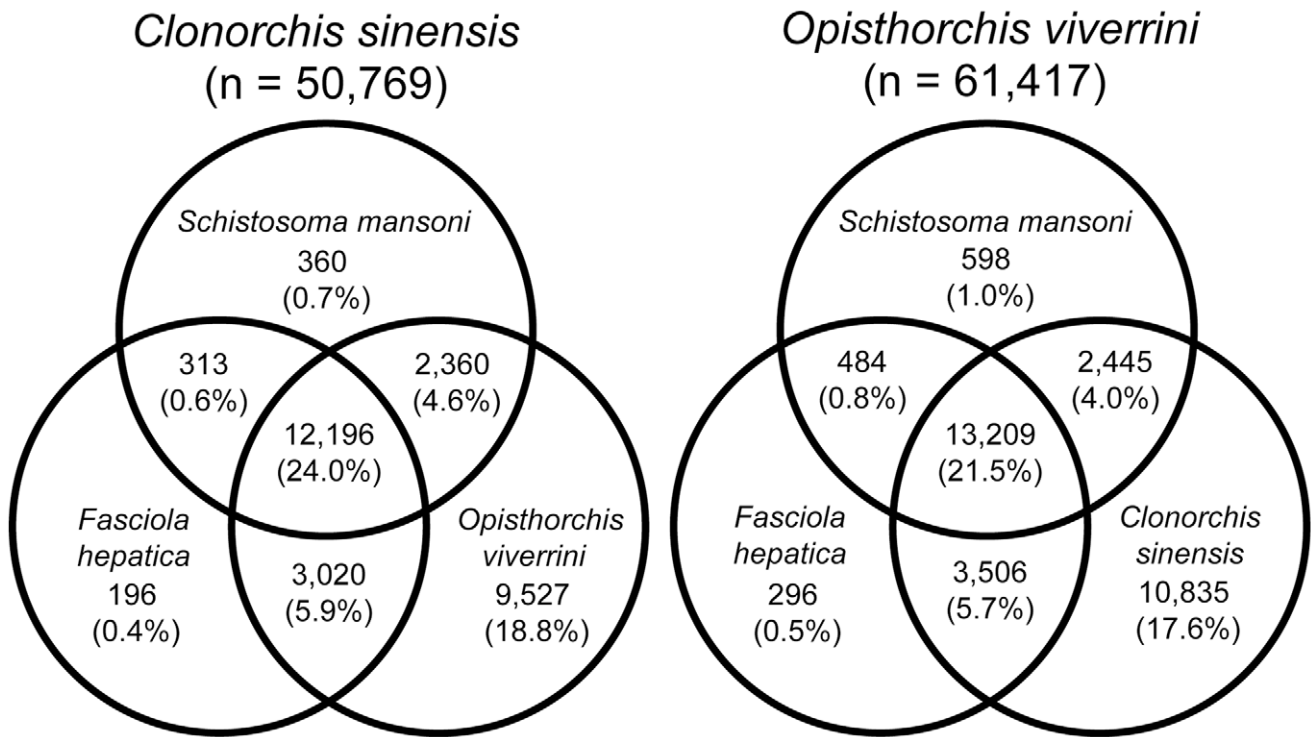 Clonorchis sinensis
(n = 50,769)
Schistosoma mansoni
360
(0.7%)
313
(0.6%)
2,360
(4.6%)
12,196
(24.0%)
Fasciola
hepatica
196
(0.4%)
3,020
(5.9%)
Opisthorchis
viverrini
9,527
(18.8%)
Opisthorchis viverrini
(n = 61,417)
Schistosoma mansoni
598
(1.0%)
484
(0.8%)
2,445
(4.0%)
13,209
(21.5%)
Fasciola
hepatica
296
(0.5%)
3,506
(5.7%)
Clonorchis
sinensis
10,835
(17.6%)